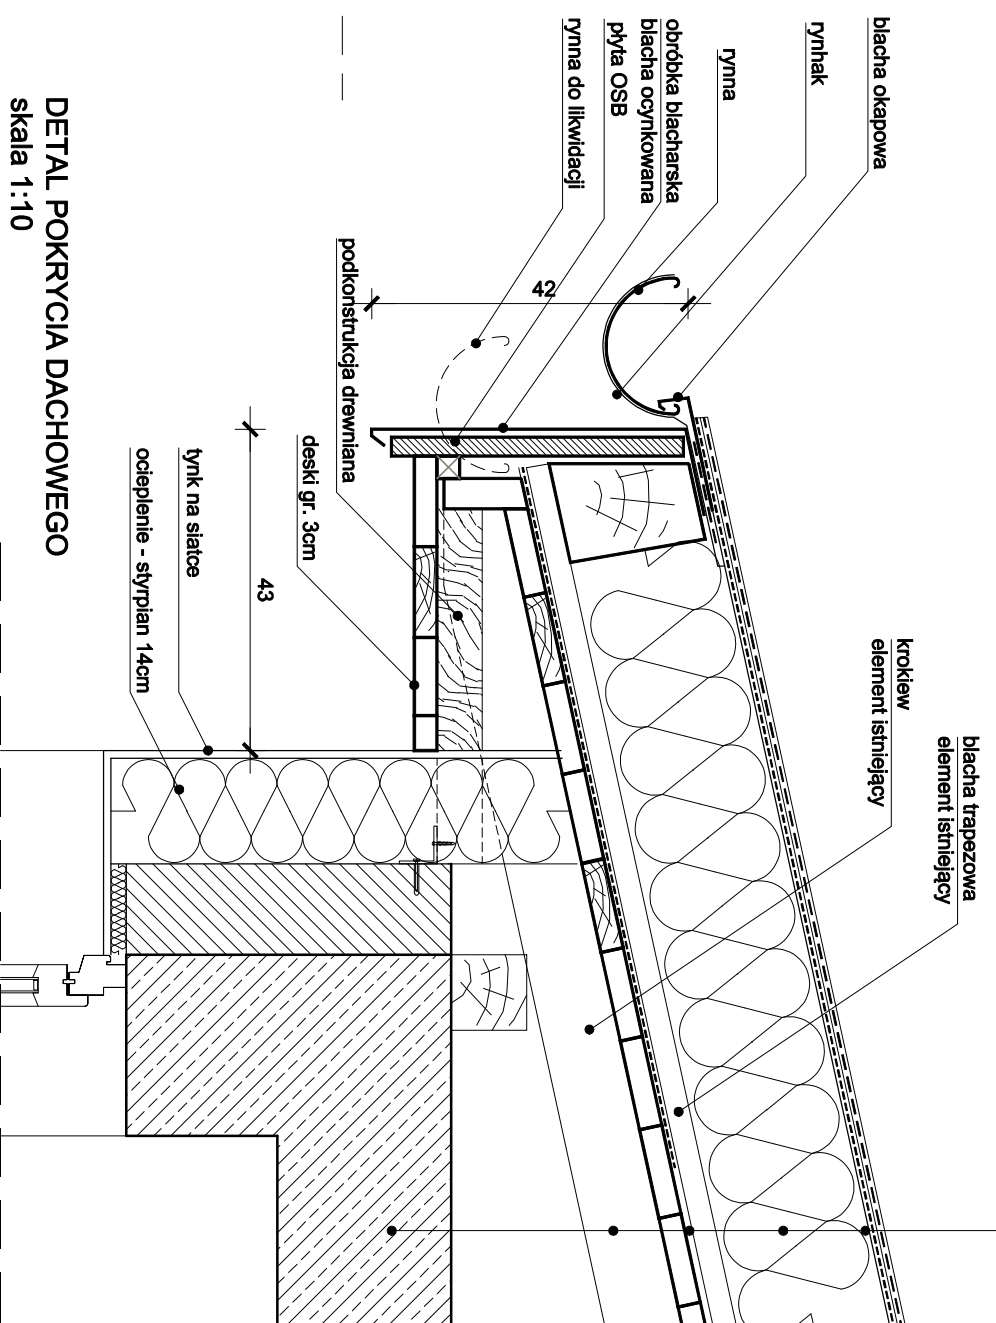 blacha okapowa
rynhak
rynna
obróbka blacharska
blacha ocynkowana
płyta OSB
rynna do likwidacji
podkonstrukcja drewniana
deski gr. 3cm
tynk na siatce
ocieplenie - styrpian 14cm
42
43
krokiew
element istniejący
blacha trapezowa
element istniejący
DETAL POKRYCIA DACHOWEGO
skala 1:10